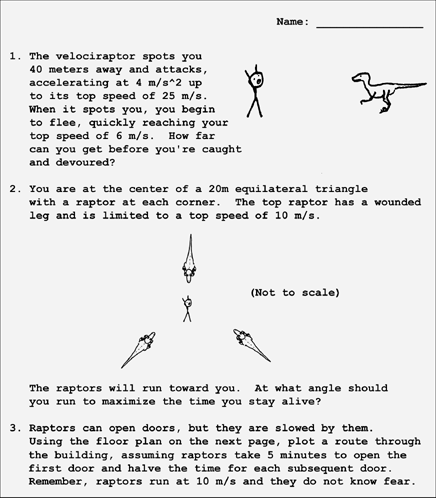 Name: ________________
1. The velociraptor spots you
40 meters away and attacks,
accelerating at 4 m/s^2 up
to its top speed of 25 m/s.
When it spots you, you begin
to flee, quickly reaching your
top speed of 6 m/s. How far
can you get before you're caught
and devoured?
2. You are at the center of a 20m equilateral triangle
with a raptor at each corner. The top raptor has a wounded
leg and is limited to a top speed of 10 m/s.
(Not to scale)
The raptors will run toward you. At what angle should
you run to maximize the time you stay alive?
3. Raptors can open doors, but they are slowed by them.
Using the floor plan on the next page, plot a route through
the building, assuming raptors take 5 minutes to open the
first door and halve the time for each subsequent door.
Remember, raptors run at 10 m/s and they do not know fear.